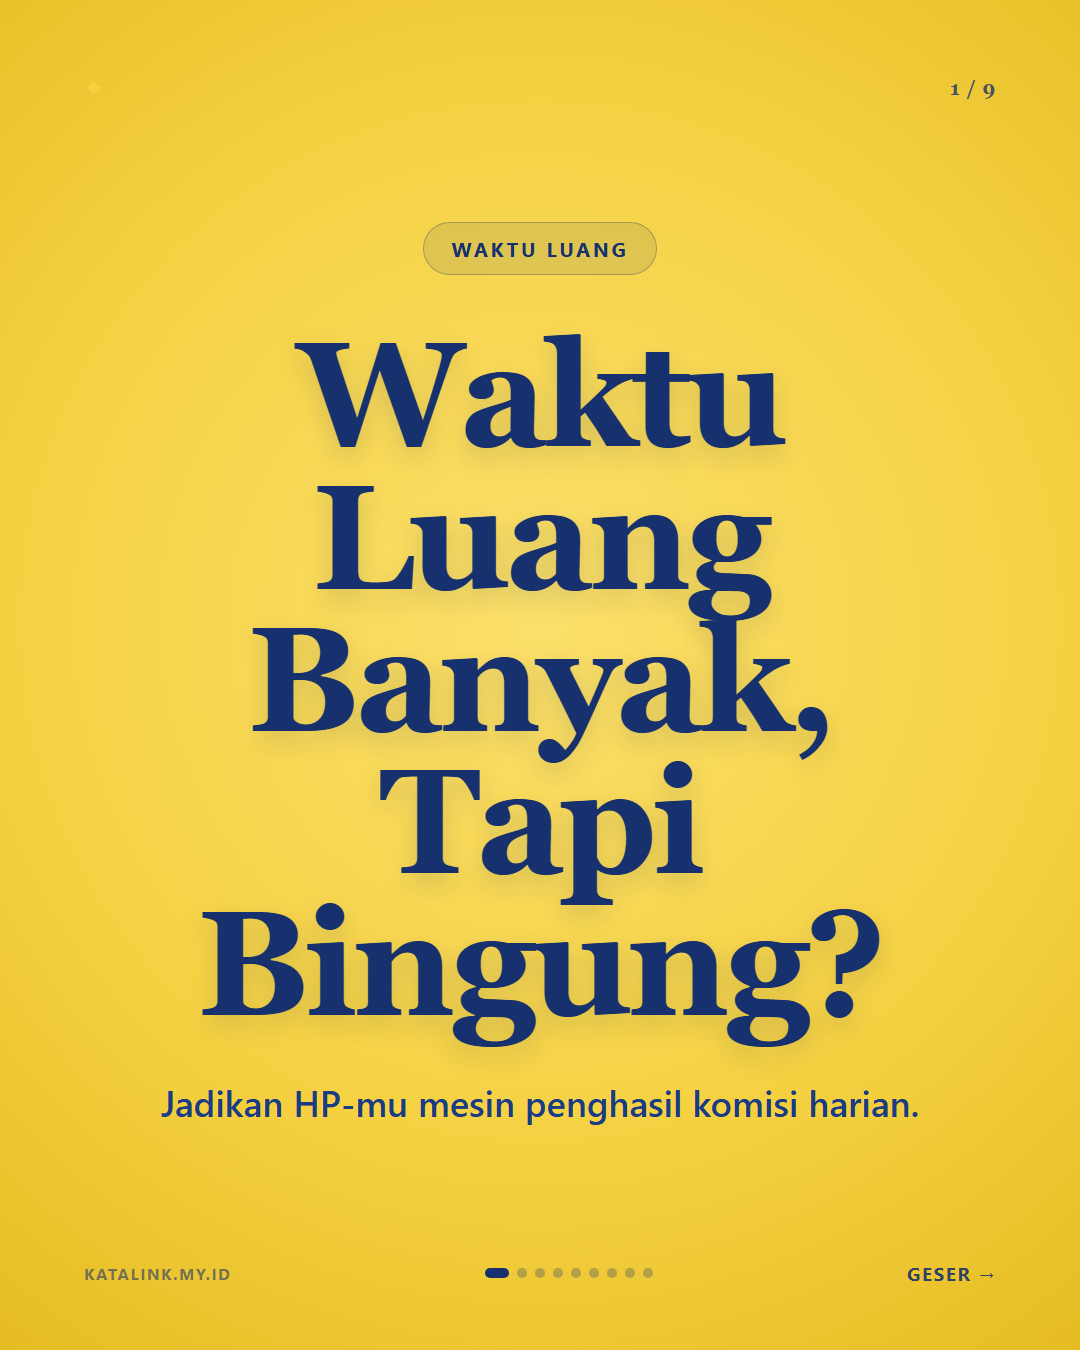 1 / 9
WAKTU LUANG
Waktu
Luang
Banyak,
Tapi
Bingung?
Jadikan HP-mu mesin penghasil komisi harian.
KATALINK.MY.ID
GESER →